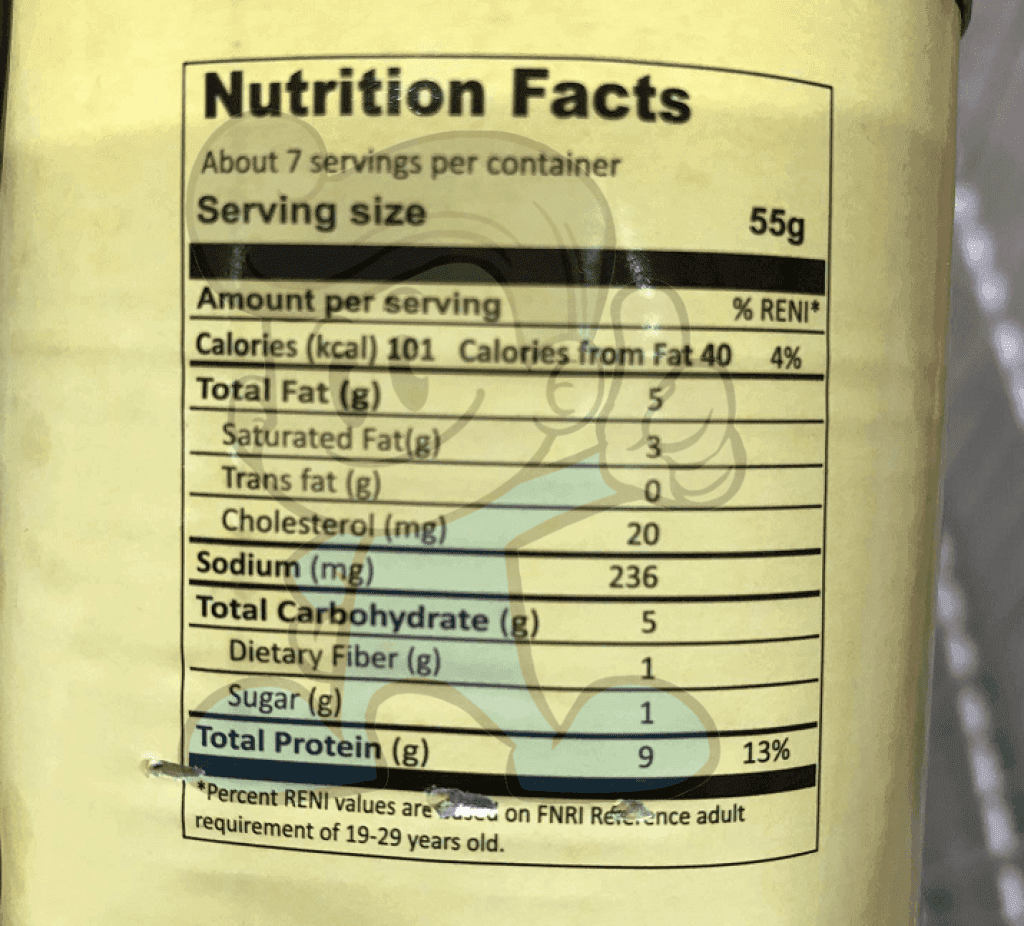 Nutrition Facts
About 7 servings per container
Serving size 55g
Amount per serving % RENI*
Calories (kcal) 101 Calories from Fat 40 4%
Total Fat (g) 5
Saturated Fat(g) 3
Trans fat (g) 0
Cholesterol (mg) 20
Sodium (mg) 236
Total Carbohydrate (g) 5
Dietary Fiber (g) 1
Sugar (g) 1
Total Protein (g) 9 13%
*Percent RENI values are on FNRI Reference adult
requirement of 19-29 years old.